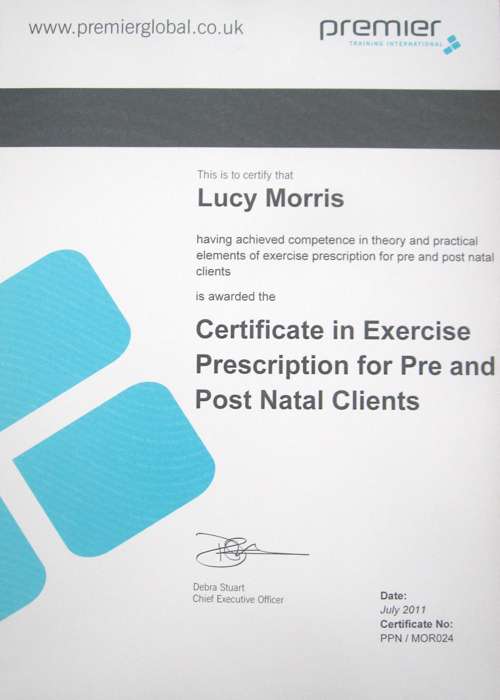 www.premierglobal.co.uk
premier
TRAINING INTERNATIONAL
This is to certify that
Lucy Morris
having achieved competence in theory and practical
elements of exercise prescription for pre and post natal
clients
is awarded the
Certificate in Exercise
Prescription for Pre and
Post Natal Clients
Debra Stuart
Chief Executive Officer
Date:
July 2011
Certificate No:
PPN / MOR024